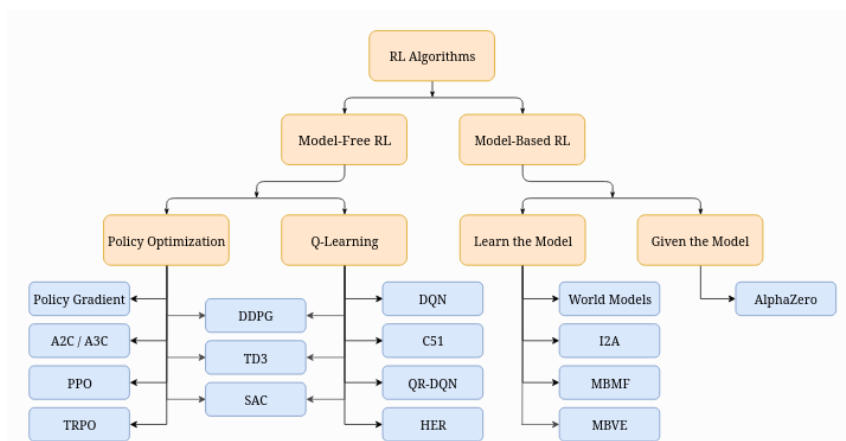 RL Algorithms
Model-Free RL
Model-Based RL
Policy Optimization
Q-Learning
Learn the Model
Given the Model
Policy Gradient
A2C / A3C
PPO
TRPO
DDPG
TD3
SAC
DQN
C51
QR-DQN
HER
World Models
I2A
MBMF
MBVE
AlphaZero